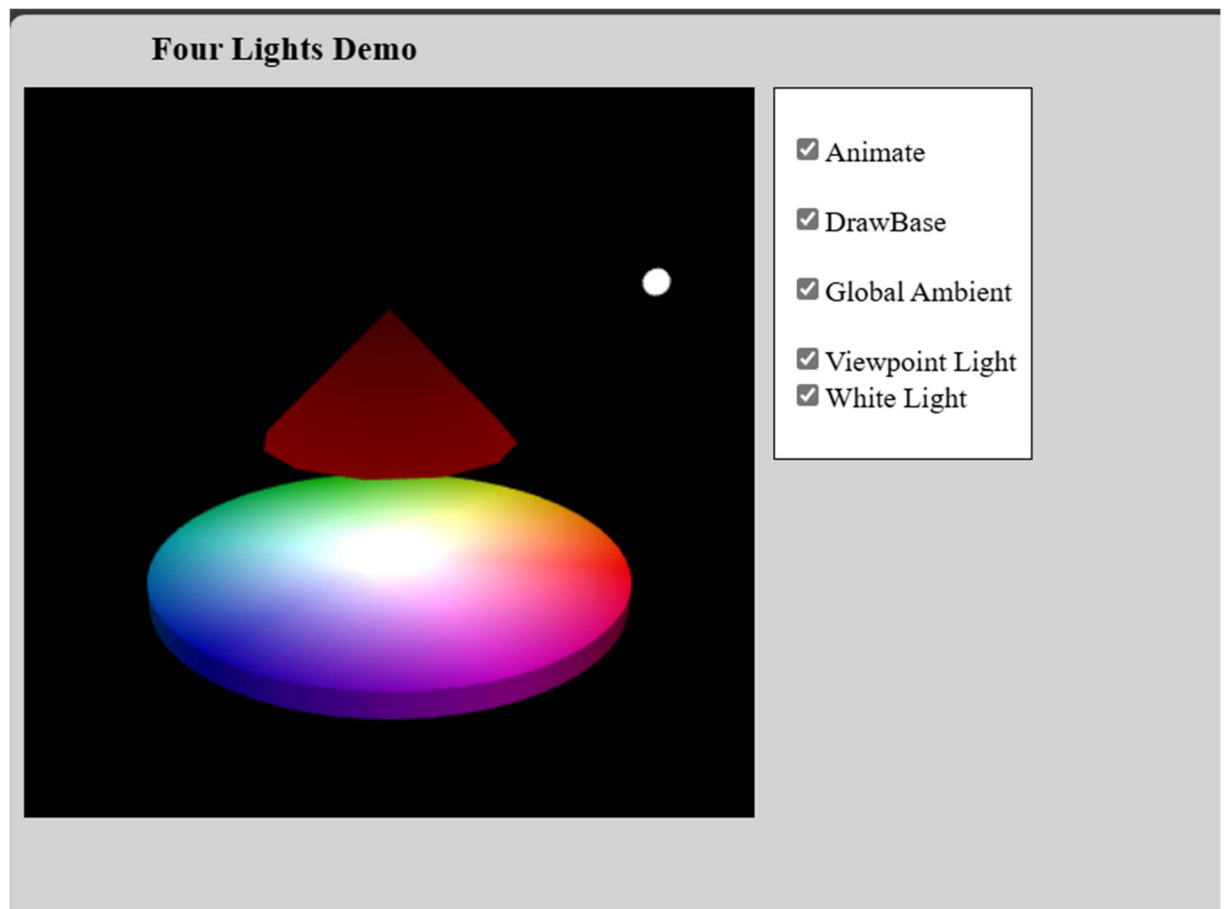 Four Lights Demo
Animate
DrawBase
Global Ambient
Viewpoint Light
White Light